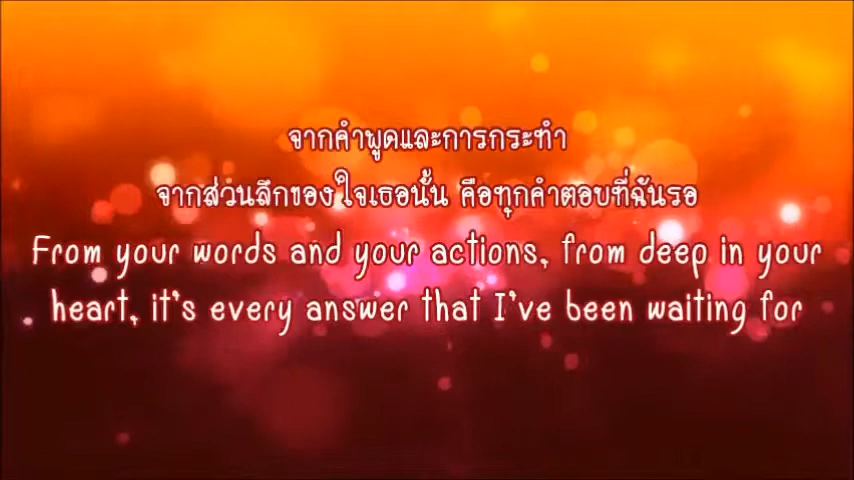 จากคำพูดและการกระทำ
จากส่วนลึกของใจเธอนั้น คือทุกคำตอบที่ฉันรอ
From your words and your actions, from deep in your
heart, it's every answer that I've been waiting for